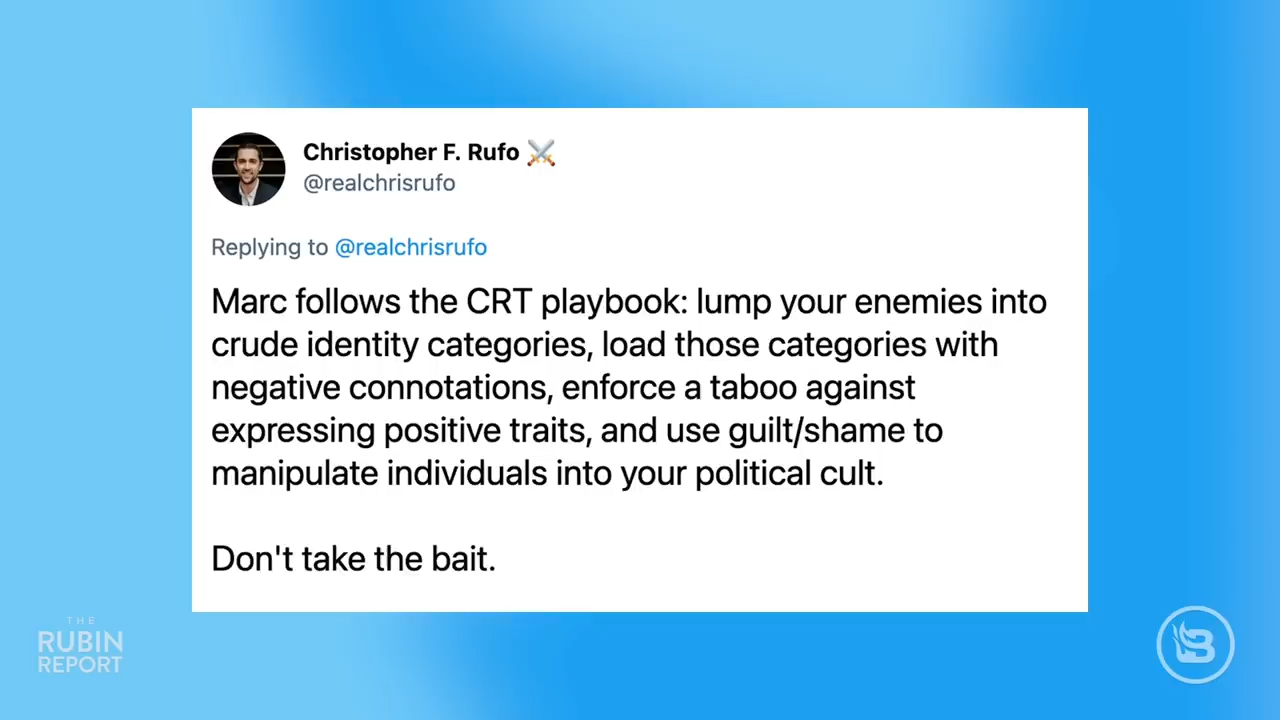 Christopher F. Rufo ⚔️
@realchrisrufo
Replying to @realchrisrufo
Marc follows the CRT playbook: lump your enemies into
crude identity categories, load those categories with
negative connotations, enforce a taboo against
expressing positive traits, and use guilt/shame to
manipulate individuals into your political cult.
Don't take the bait.
THE
RUBIN
REPORT
B